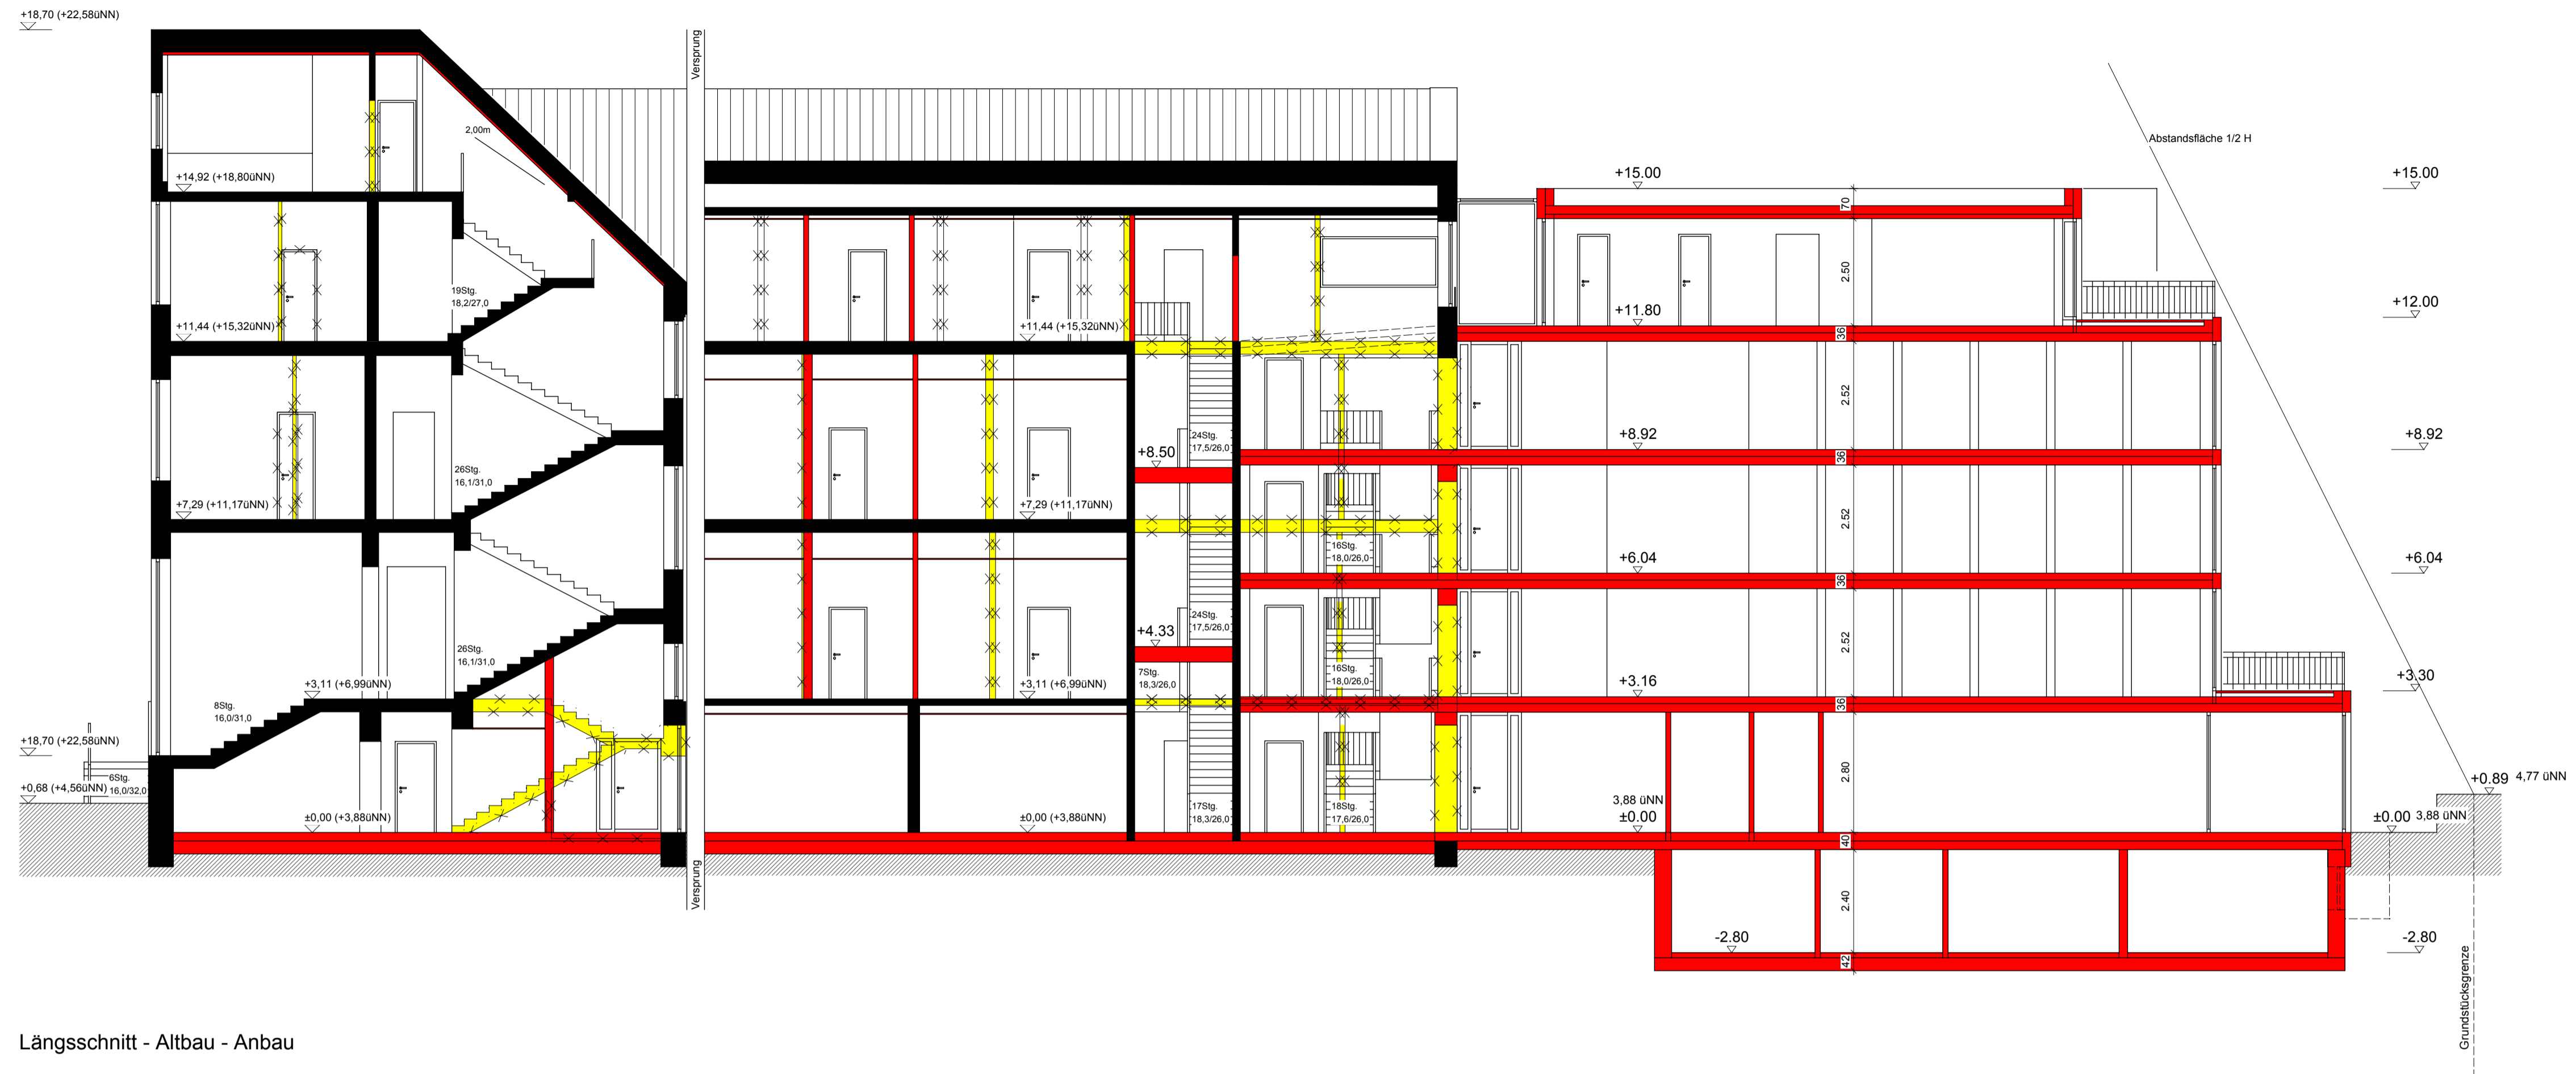 +18,70 (+22,58üNN)
Versprung
2,00m
Abstandsfläche 1/2 H
+14,92 (+18,80üNN)
+15.00
+15.00
70
19Stg.
18,2/27,0
2.50
+11,44 (+15,32üNN)
+11,44 (+15,32üNN)
+11.80
+12.00
36
2.52
24Stg.
17,5/26,0
+8.50
+8.92
+8.92
36
26Stg.
16,1/31,0
+7,29 (+11,17üNN)
+7,29 (+11,17üNN)
2.52
16Stg.
18,0/26,0
+6.04
+6.04
36
24Stg.
17,5/26,0
+4.33
2.52
26Stg.
16,1/31,0
7Stg.
18,3/26,0
16Stg.
18,0/26,0
+3,11 (+6,99üNN)
+3,11 (+6,99üNN)
+3.16
+3.30
36
8Stg.
16,0/31,0
+18,70 (+22,58üNN)
2.80
6Stg.
16,0/32,0
+0,68 (+4,56üNN)
+0.89 4,77 üNN
17Stg.
18,3/26,0
18Stg.
17,6/26,0
±0,00 (+3,88üNN)
±0,00 (+3,88üNN)
3,88 üNN
±0.00
±0.00 3,88 üNN
40
Versprung
2.40
-2.80
-2.80
42
Grundstücksgrenze
Längsschnitt - Altbau - Anbau